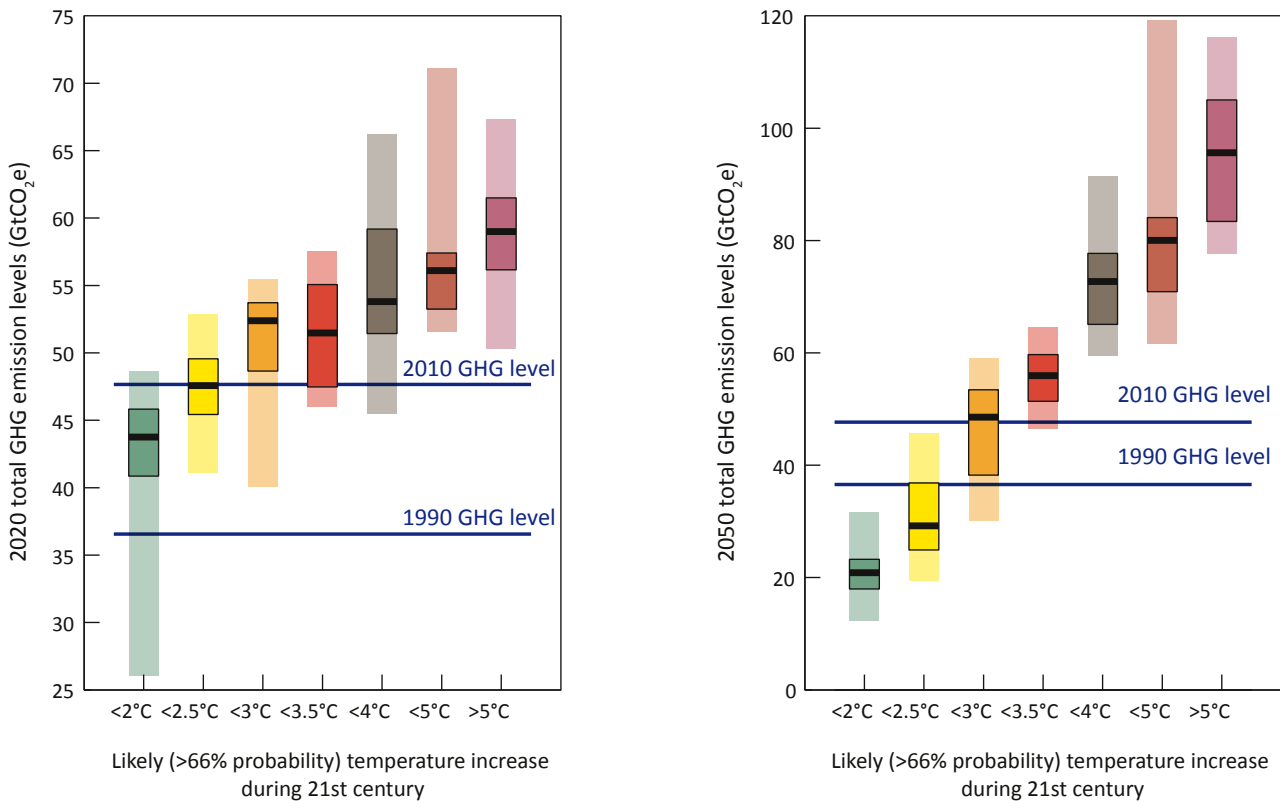 2020 total GHG emission levels (GtCO₂e)
75
70
65
60
55
50
45
40
35
30
25
2010 GHG level
1990 GHG level
<2°C <2.5°C <3°C <3.5°C <4°C <5°C >5°C
Likely (>66% probability) temperature increase
during 21st century
2050 total GHG emission levels (GtCO₂e)
120
100
80
60
40
20
0
2010 GHG level
1990 GHG level
<2°C <2.5°C <3°C <3.5°C <4°C <5°C >5°C
Likely (>66% probability) temperature increase
during 21st century